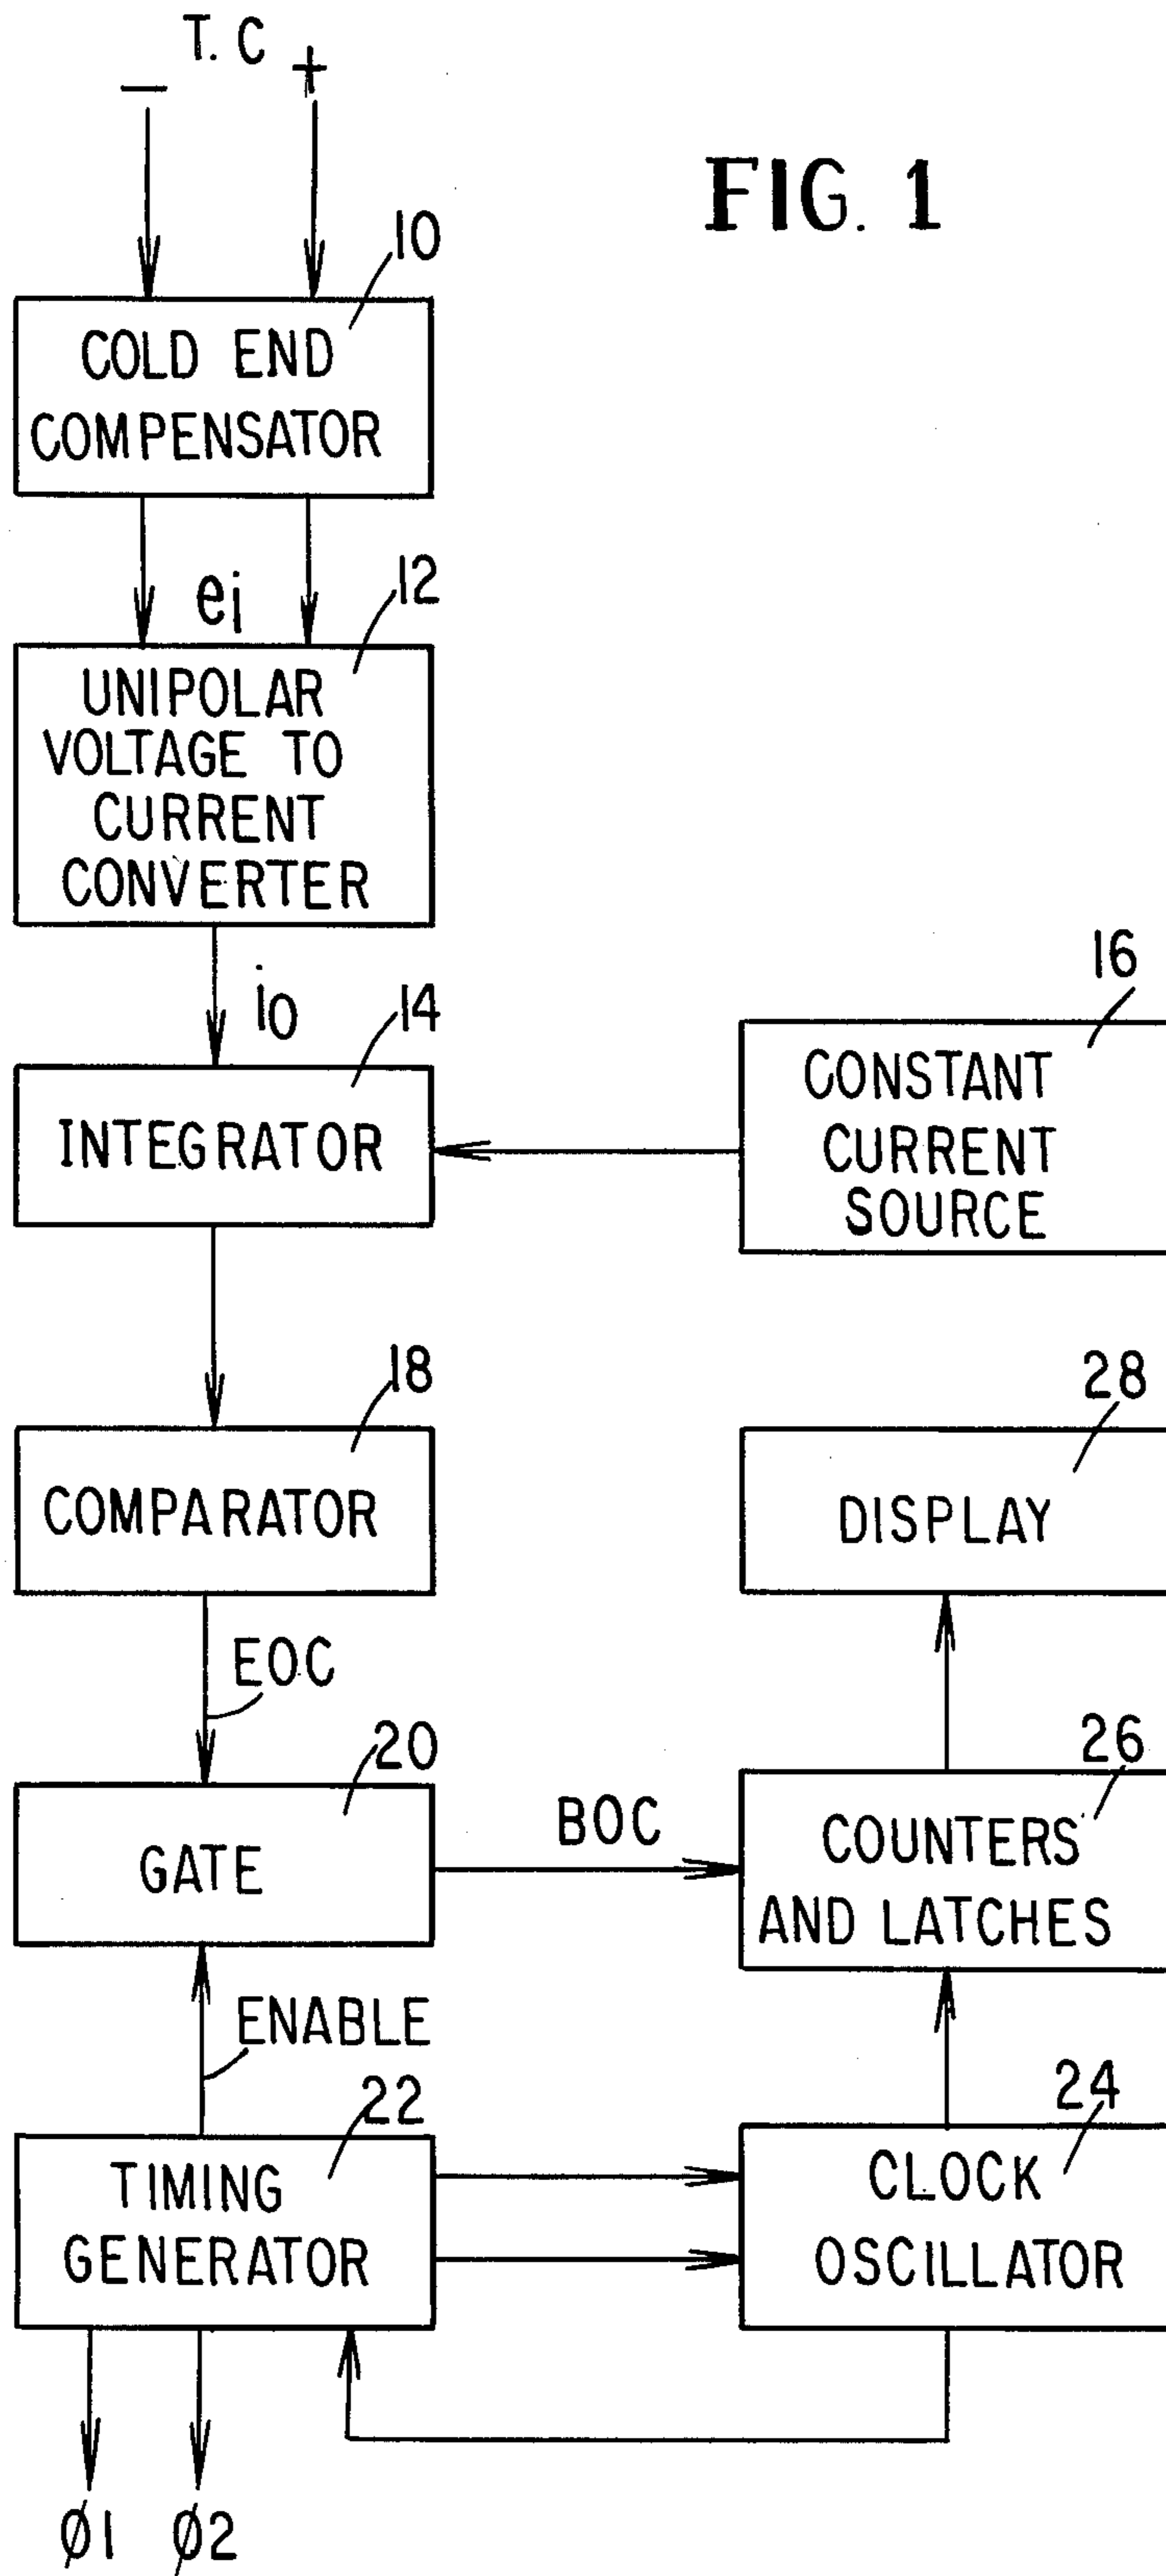 T.C
− +
FIG. 1
10
COLD END
COMPENSATOR
ei
12
UNIPOLAR
VOLTAGE TO
CURRENT
CONVERTER
io
14
INTEGRATOR
16
CONSTANT
CURRENT
SOURCE
18
COMPARATOR
28
DISPLAY
EOC
20
GATE
BOC
26
COUNTERS
AND LATCHES
ENABLE
22
TIMING
GENERATOR
24
CLOCK
OSCILLATOR
Ø1 Ø2